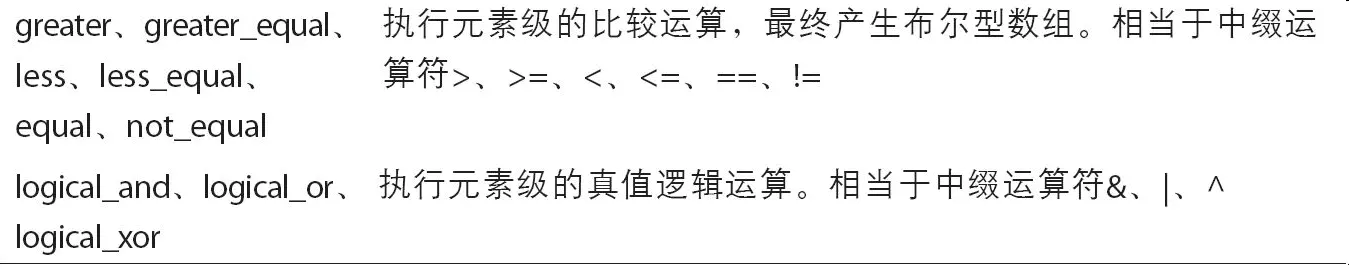 greater、greater_equal、 执行元素级的比较运算，最终产生布尔型数组。相当于中缀运
less、less_equal、 算符>、>=、<、<=、==、!=
equal、not_equal
logical_and、logical_or、 执行元素级的真值逻辑运算。相当于中缀运算符&、|、^
logical_xor